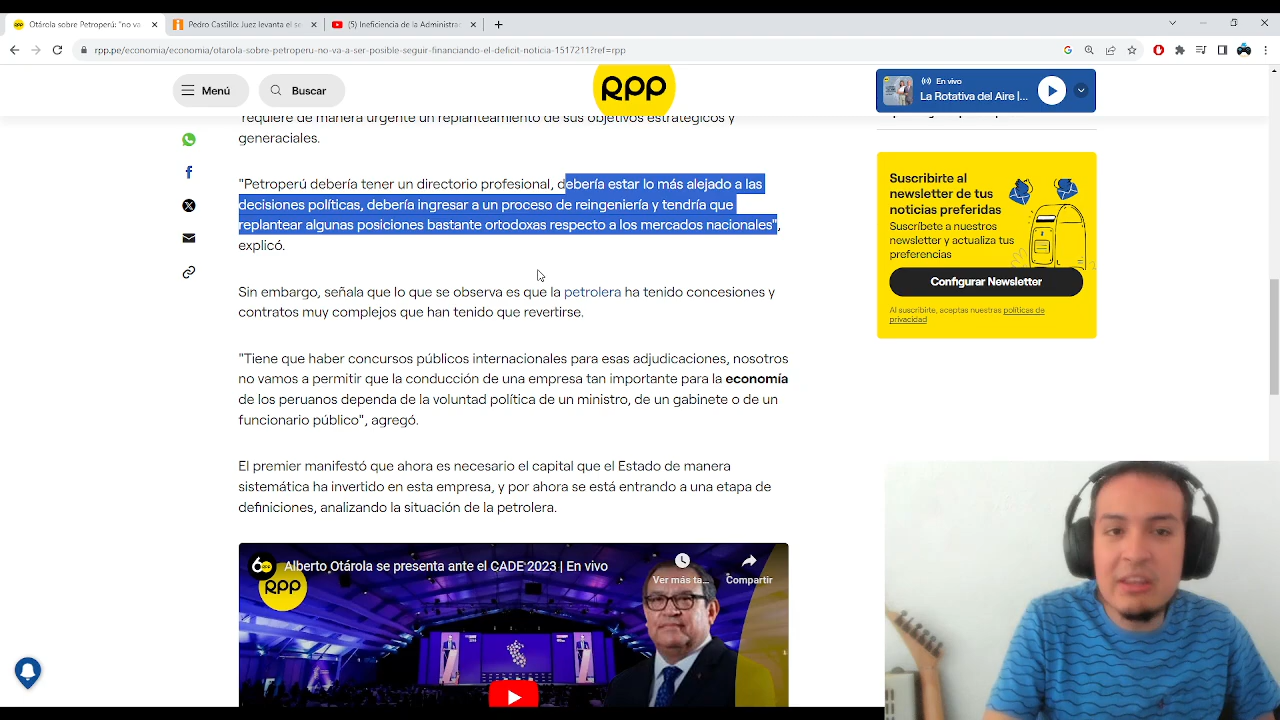 Otárola sobre Petroperú: "no va
Pedro Castillo: Juez levanta el se
(5) Ineficiencia de la Administrac
rpp.pe/economia/economia/otarola-sobre-petroperu-no-va-a-ser-posible-seguir-financiando-el-deficit-noticia-1517211?ref=rpp
Menú
Buscar
rpp
En vivo
La Rotativa del Aire |...
"requiere de manera urgente un replanteamiento de sus objetivos estratégicos y
generaciales.
"Petroperú debería tener un directorio profesional, debería estar lo más alejado a las
decisiones políticas, debería ingresar a un proceso de reingeniería y tendría que
replantear algunas posiciones bastante ortodoxas respecto a los mercados nacionales",
explicó.
Sin embargo, señala que lo que se observa es que la petrolera ha tenido concesiones y
contratos muy complejos que han tenido que revertirse.
"Tiene que haber concursos públicos internacionales para esas adjudicaciones, nosotros
no vamos a permitir que la conducción de una empresa tan importante para la economía
de los peruanos dependa de la voluntad política de un ministro, de un gabinete o de un
funcionario público", agregó.
El premier manifestó que ahora es necesario el capital que el Estado de manera
sistemática ha invertido en esta empresa, y por ahora se está entrando a una etapa de
definiciones, analizando la situación de la petrolera.
Alberto Otárola se presenta ante el CADE 2023 | En vivo
Ver más ta...
Compartir
rpp
Suscribirte al
newsletter de tus
noticias preferidas
Suscríbete a nuestros
newsletter y actualiza tus
preferencias
Configurar Newsletter
Al suscribirte, aceptas nuestras políticas de
privacidad